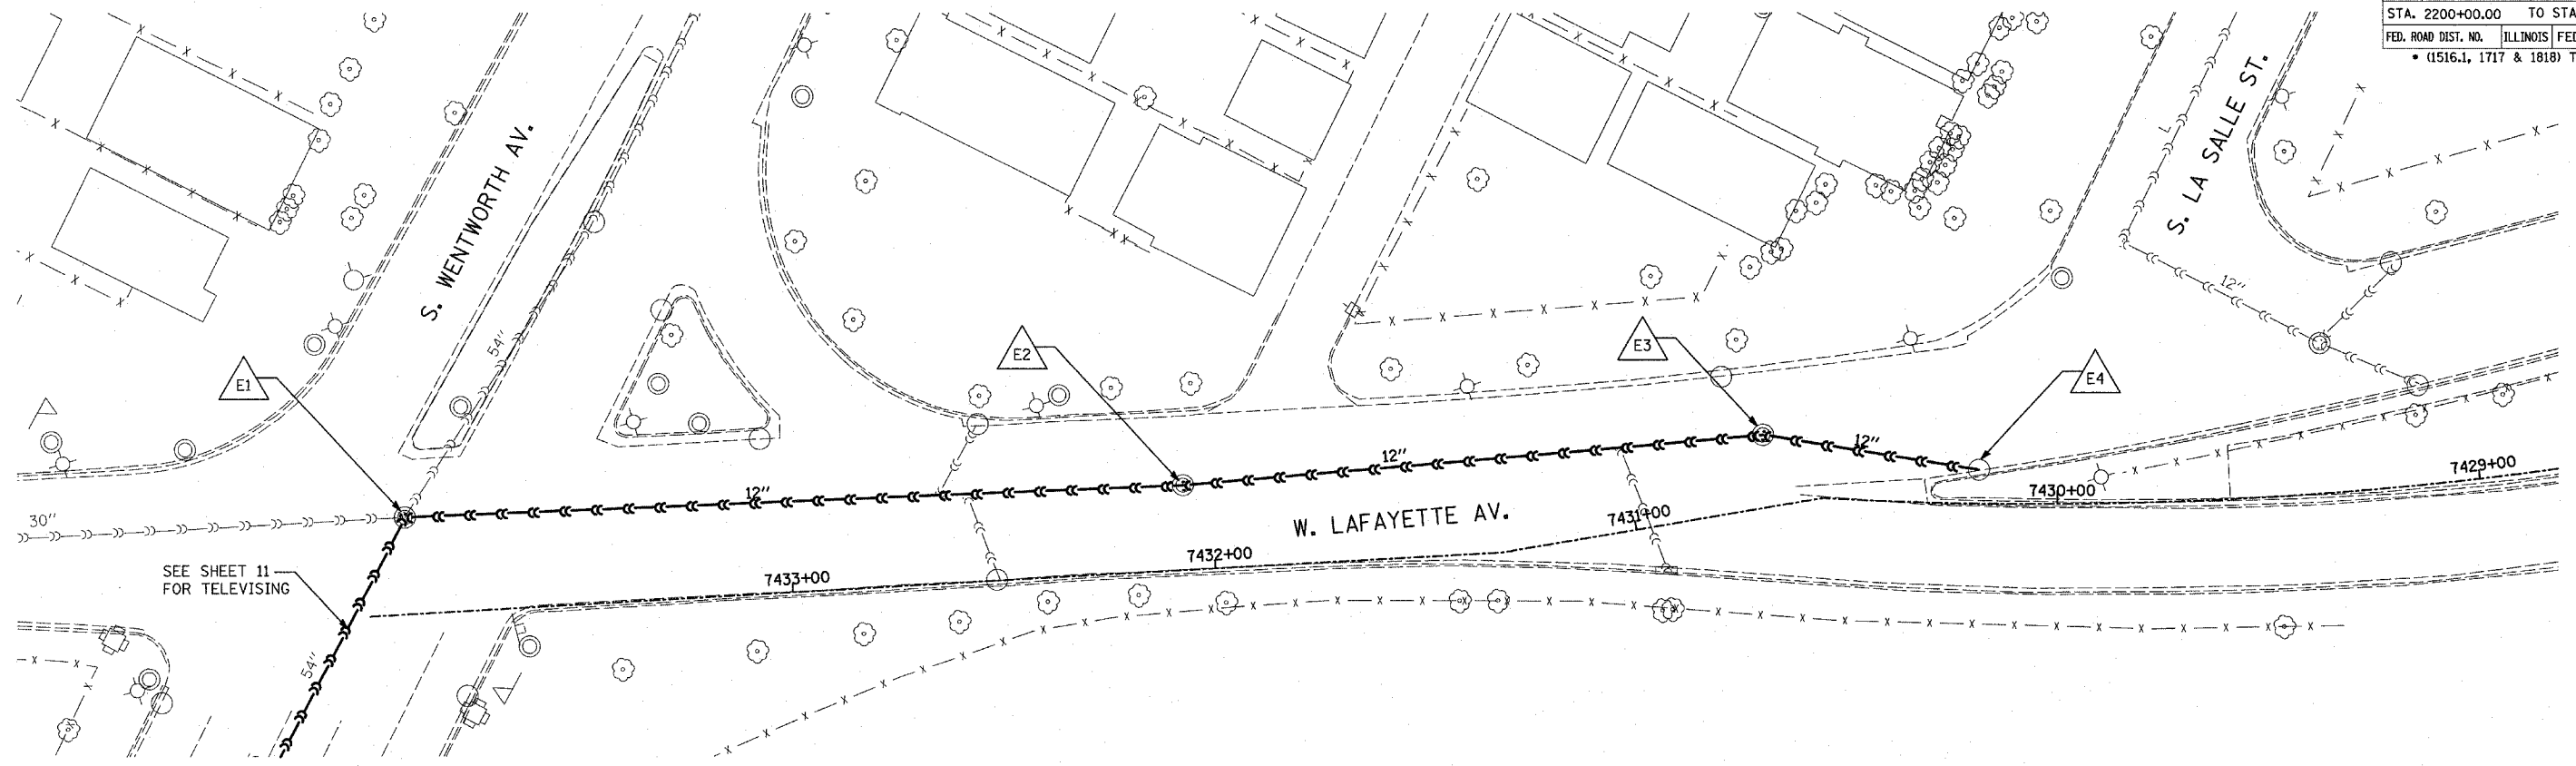 STA. 2200+00.00 TO STA
FED. ROAD DIST. NO. ILLINOIS FED
• (1516.1, 1717 & 1818) T
S. WENTWORTH AV.
S. LA SALLE ST.
54"
12"
E1
E2
E3
E4
12"
12"
12"
30"
7429+00
7430+00
7431+00
W. LAFAYETTE AV.
7432+00
7433+00
SEE SHEET 11
FOR TELEVISING
54"